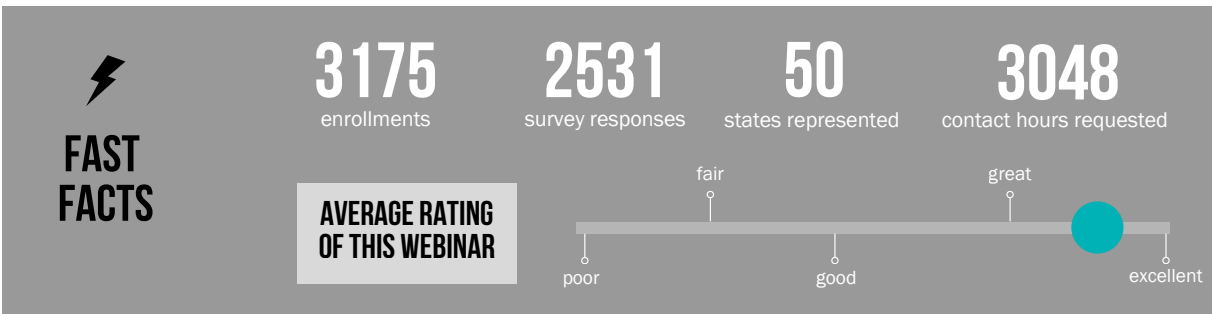 FAST
FACTS
3175
enrollments
2531
survey responses
50
states represented
3048
contact hours requested
AVERAGE RATING
OF THIS WEBINAR
poor
fair
good
great
excellent